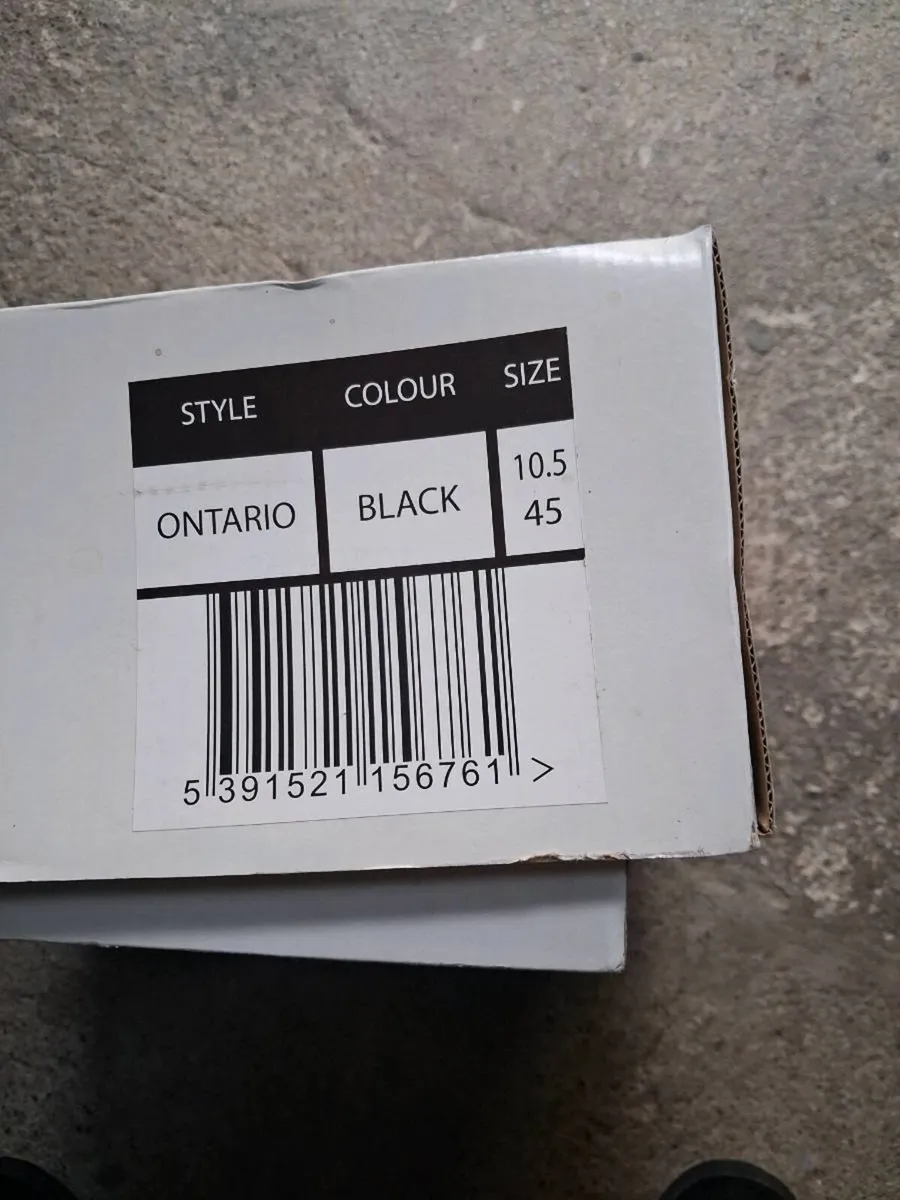 STYLE COLOUR SIZE
ONTARIO BLACK 10.5
45
5 391521 156761 >